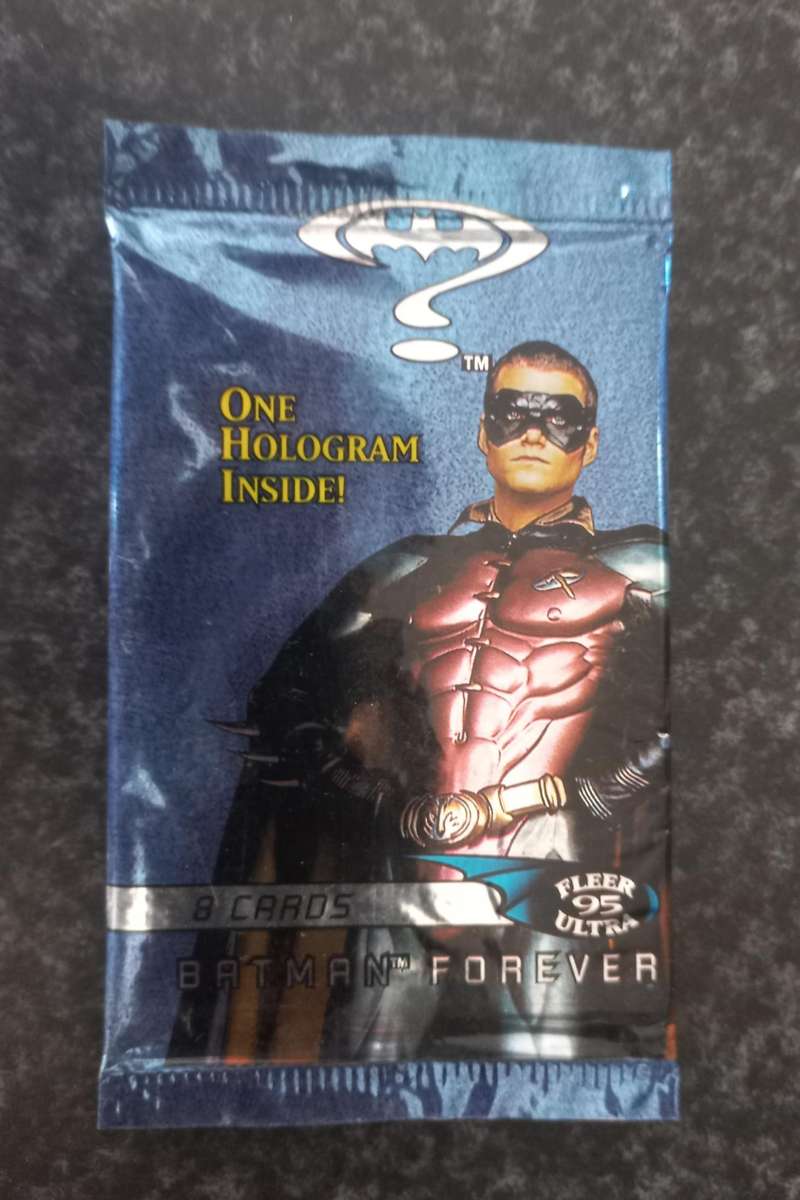 TM
ONE
HOLOGRAM
INSIDE!
8 CARDS
FLEER
95
ULTRA
BATMAN™ FOREVER